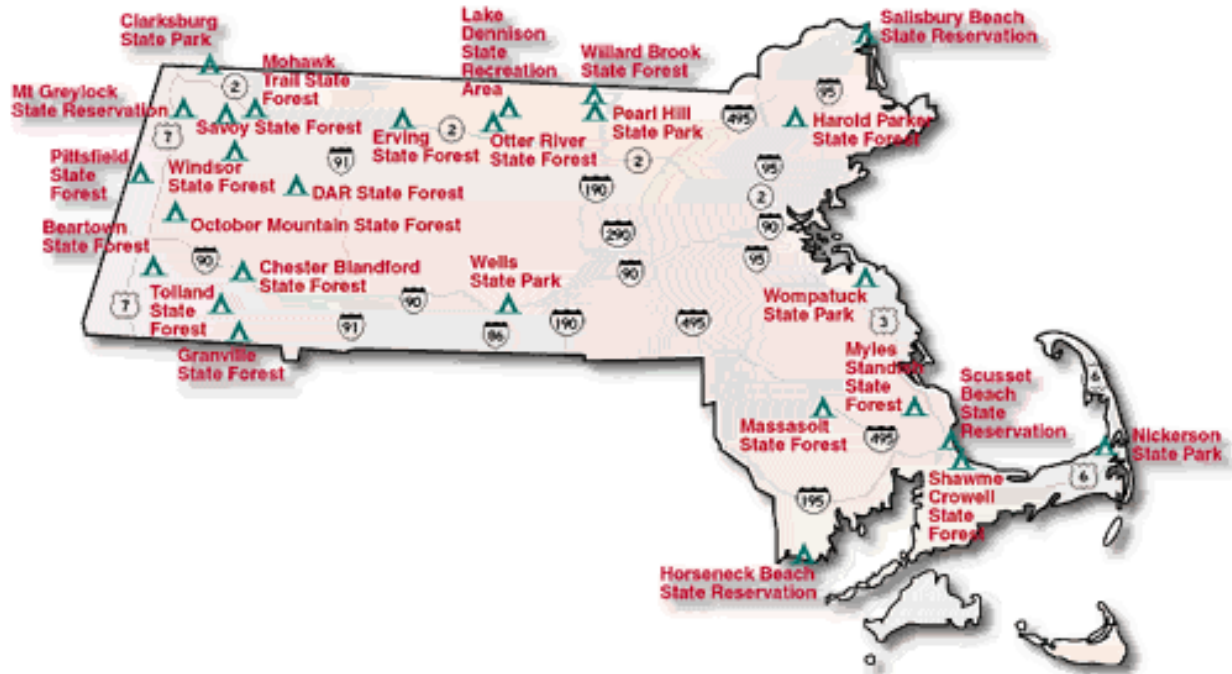 Clarksburg
State Park
Lake
Dennison
State
Recreation
Area
Willard Brook
State Forest
Salisbury Beach
State Reservation
Mohawk
Trail State
Forest
2
Mt Greylock
State Reservation
Savoy State Forest
7
Erving
State Forest
2
Otter River
State Forest
Pearl Hill
State Park
495
95
Harold Parker
State Forest
Pittsfield
State
Forest
Windsor
State Forest
91
DAR State Forest
2
190
95
2
October Mountain State Forest
Beartown
State Forest
90
Chester Blandford
State Forest
290
90
90
95
Wells
State Park
Wompatuck
State Park
7
Tolland
State
Forest
90
91
86
190
495
3
Granville
State Forest
Myles
Standish
State
Forest
Scusset
Beach
State
Reservation
6
Massasoit
State Forest
495
Nickerson
State Park
6
Shawme
Crowell
State
Forest
195
Horseneck Beach
State Reservation